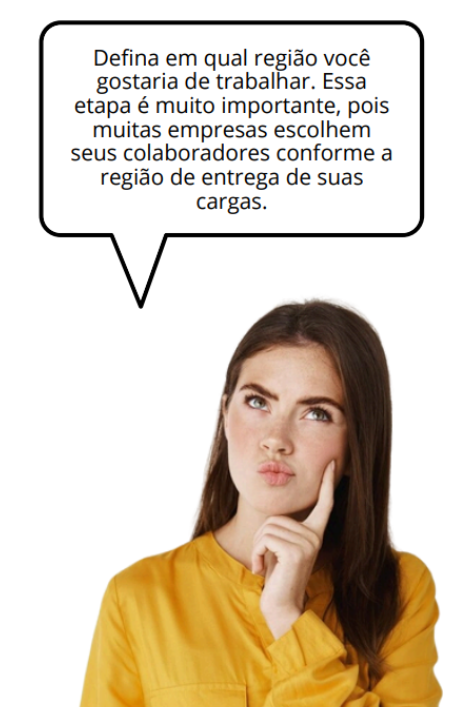 Defina em qual região você
gostaria de trabalhar. Essa
etapa é muito importante, pois
muitas empresas escolhem
seus colaboradores conforme a
região de entrega de suas
cargas.